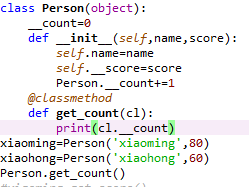 class Person(object):
    __count=0
    def __init__(self,name,score):
        self.name=name
        self.__score=score
        Person.__count+=1
    @classmethod
    def get_count(cl):
        print(cl.__count)
xiaoming=Person('xiaoming',80)
xiaohong=Person('xiaohong',60)
Person.get_count()